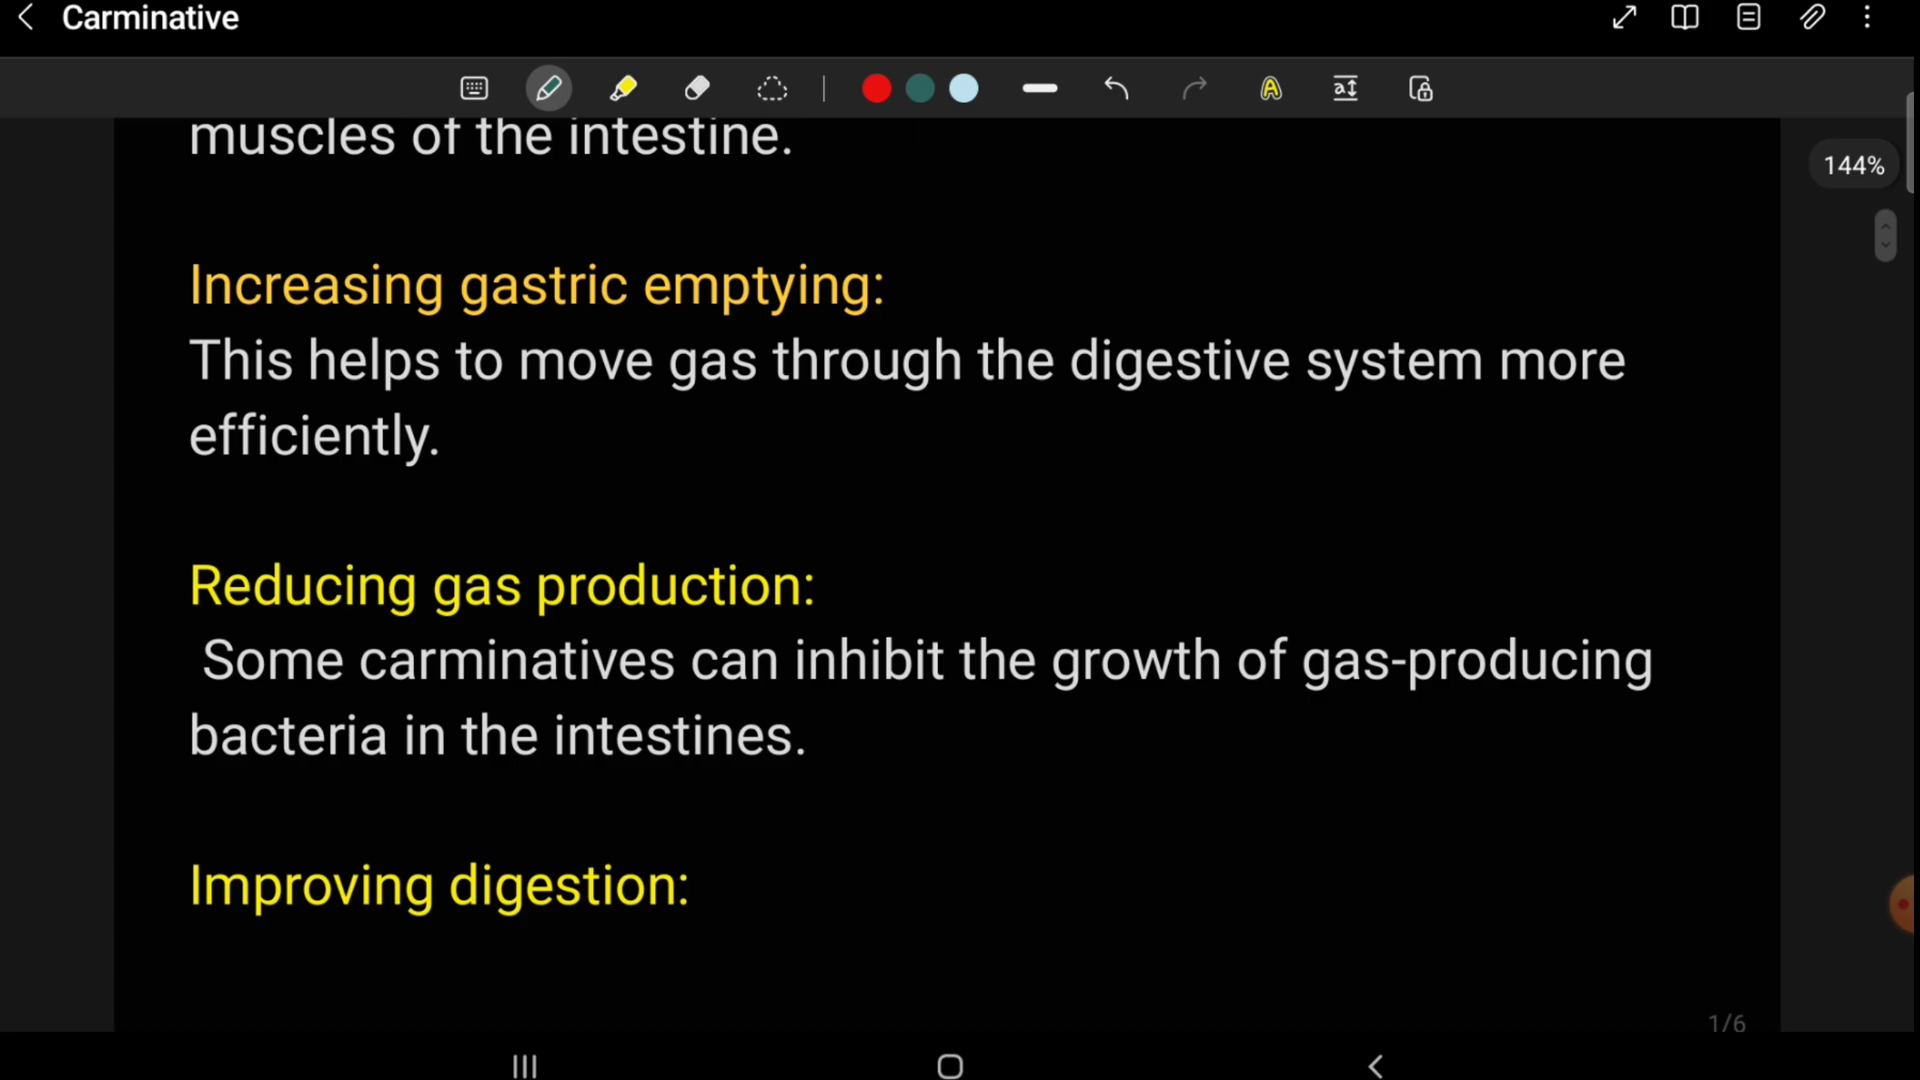 Carminative
muscles of the intestine.
144%
Increasing gastric emptying:
This helps to move gas through the digestive system more
efficiently.
Reducing gas production:
Some carminatives can inhibit the growth of gas-producing
bacteria in the intestines.
Improving digestion:
1/6